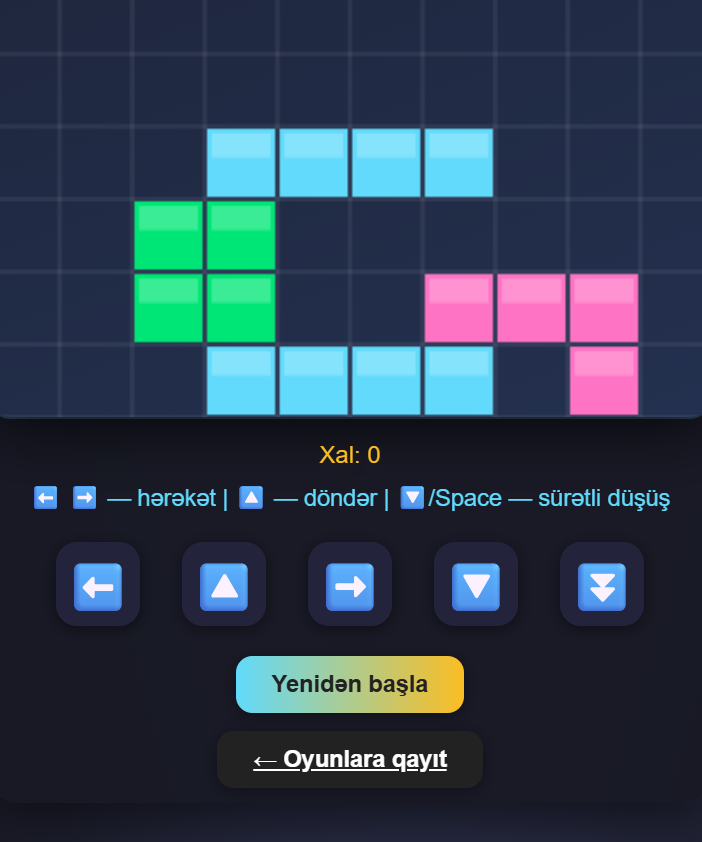 Xal: 0
⬅️ ➡️ — hərəkət | 🔼 — döndər | 🔽/Space — sürətli düşüş
Yenidən başla
← Oyunlara qayıt